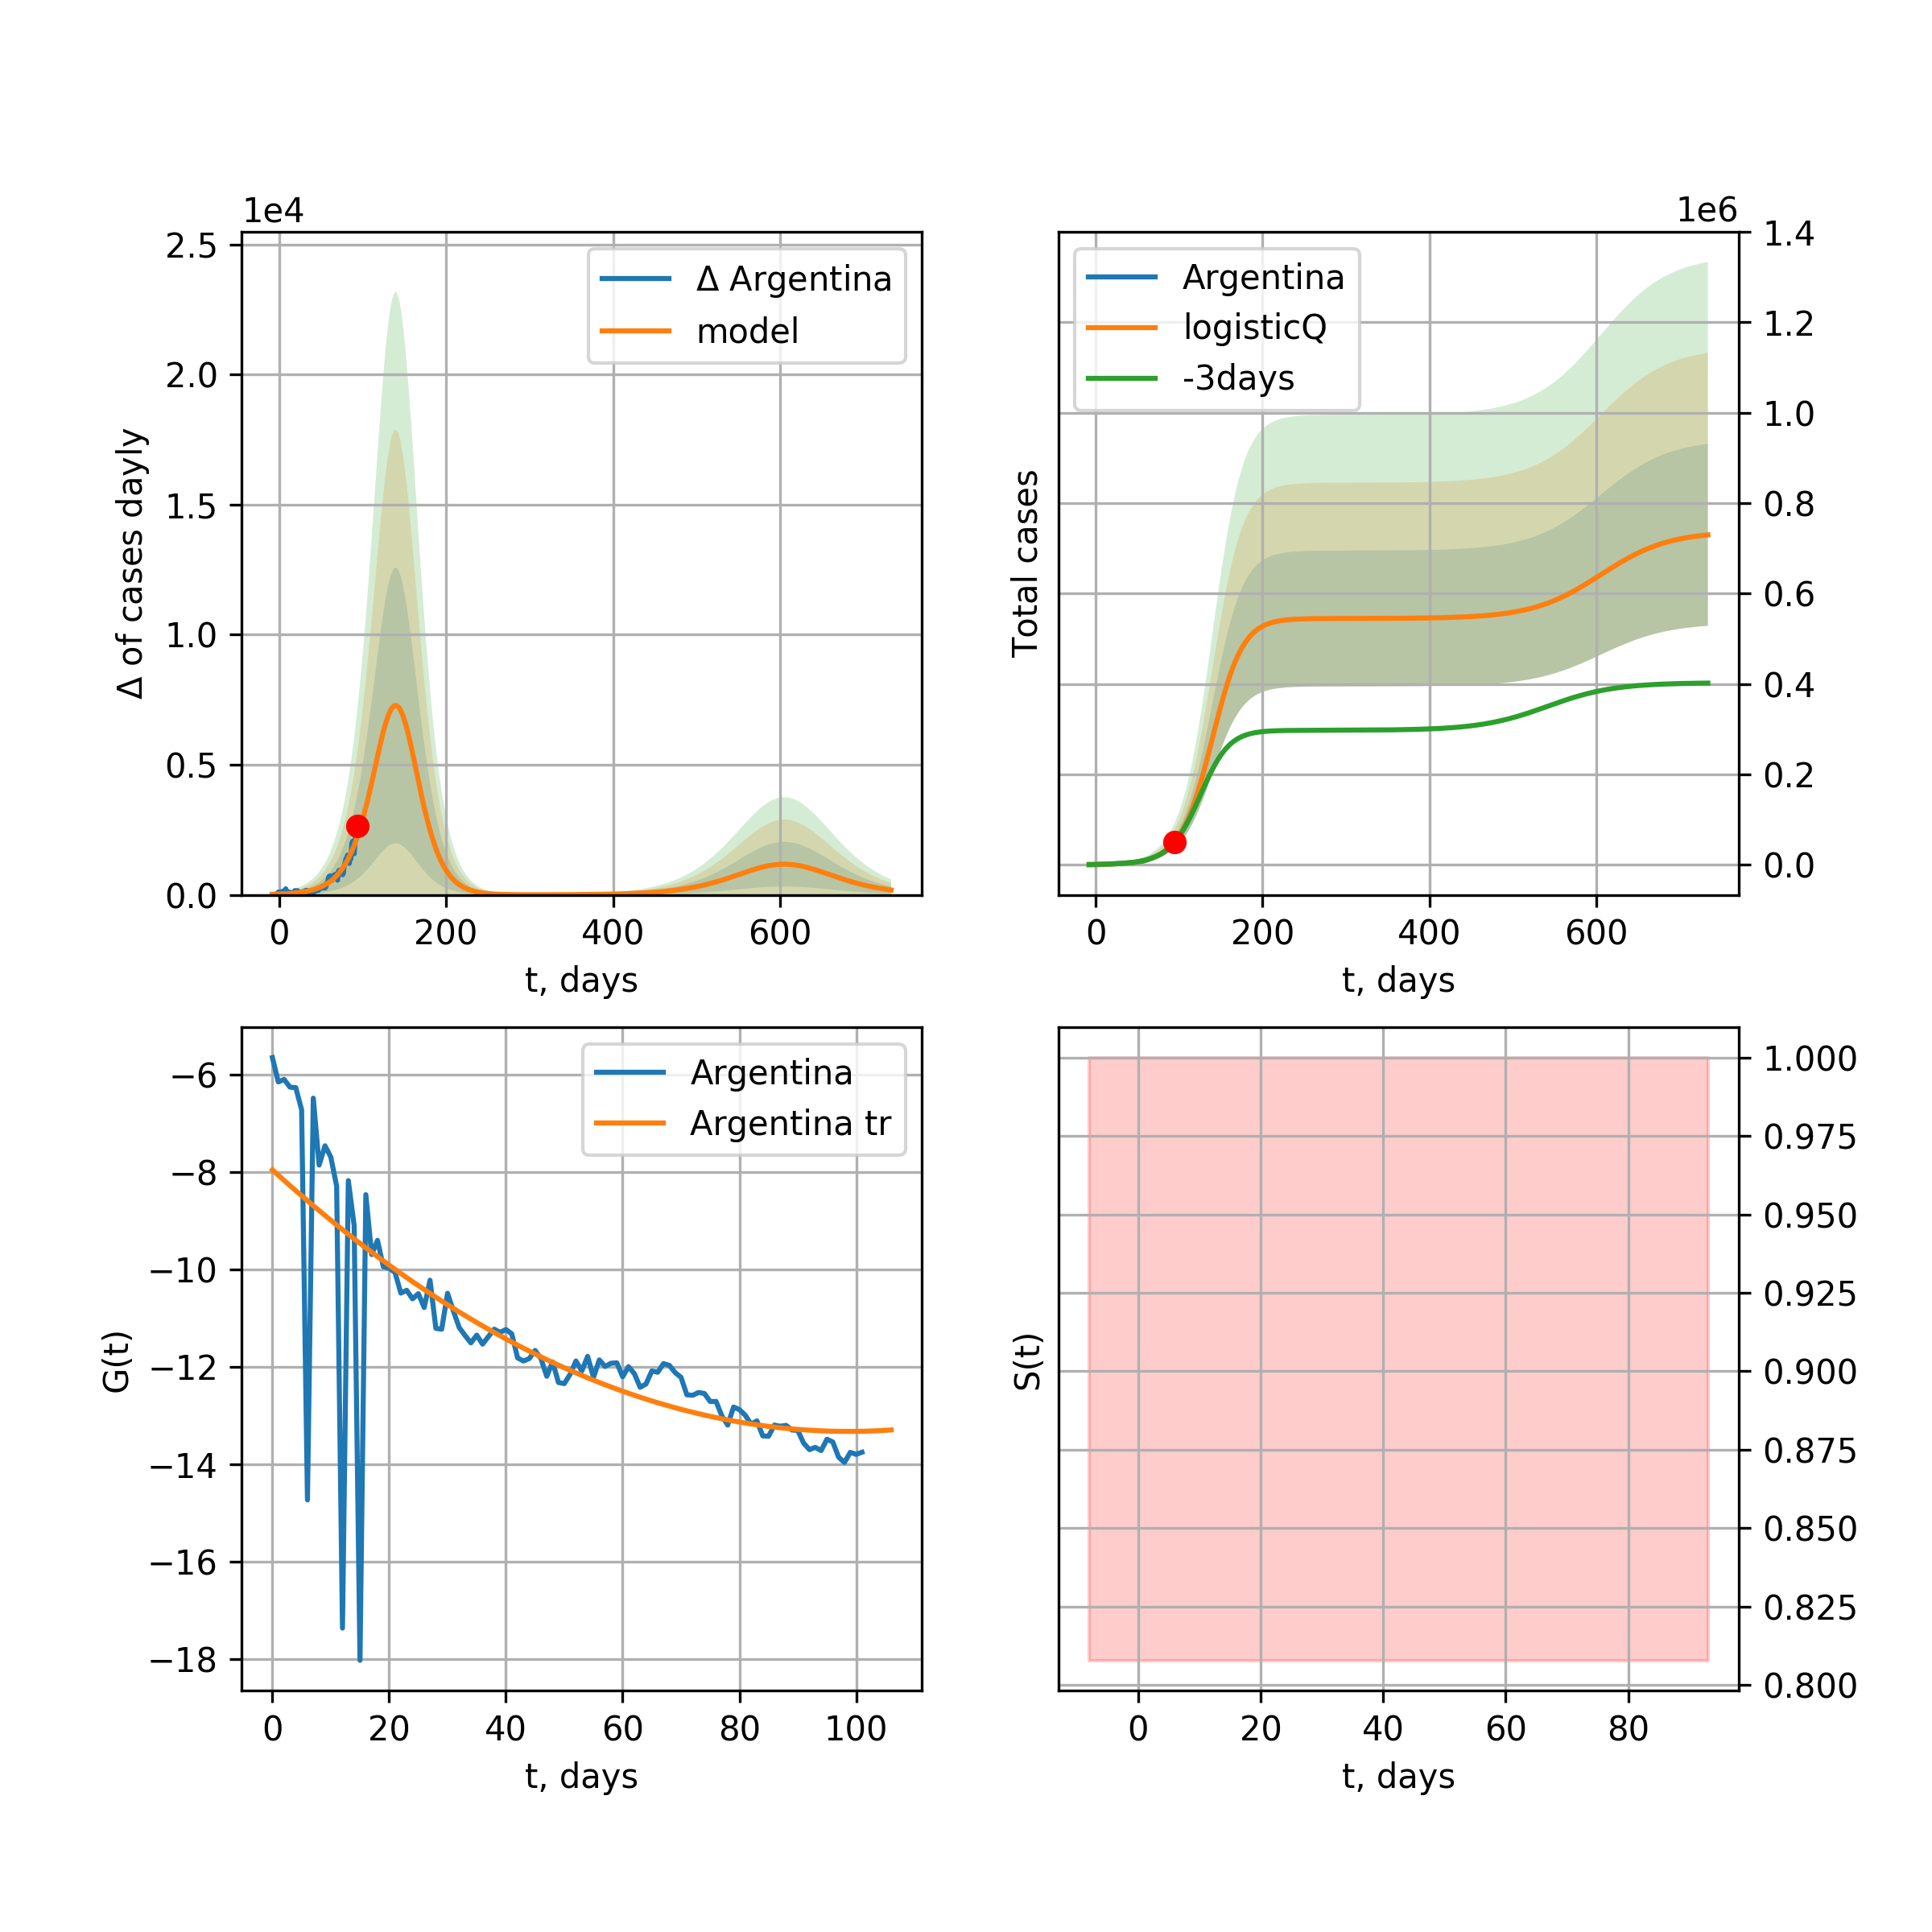 1e4
2.5
2.0
1.5
1.0
0.5
0.0
Δ of cases dayly
Δ Argentina
model
0 200 400 600
t, days
1e6
1.4
1.2
1.0
0.8
0.6
0.4
0.2
0.0
Total cases
Argentina
logisticQ
-3days
0 200 400 600
t, days
−6
−8
−10
−12
−14
−16
−18
G(t)
Argentina
Argentina tr
0 20 40 60 80 100
t, days
1.000
0.975
0.950
0.925
0.900
0.875
0.850
0.825
0.800
S(t)
0 20 40 60 80
t, days